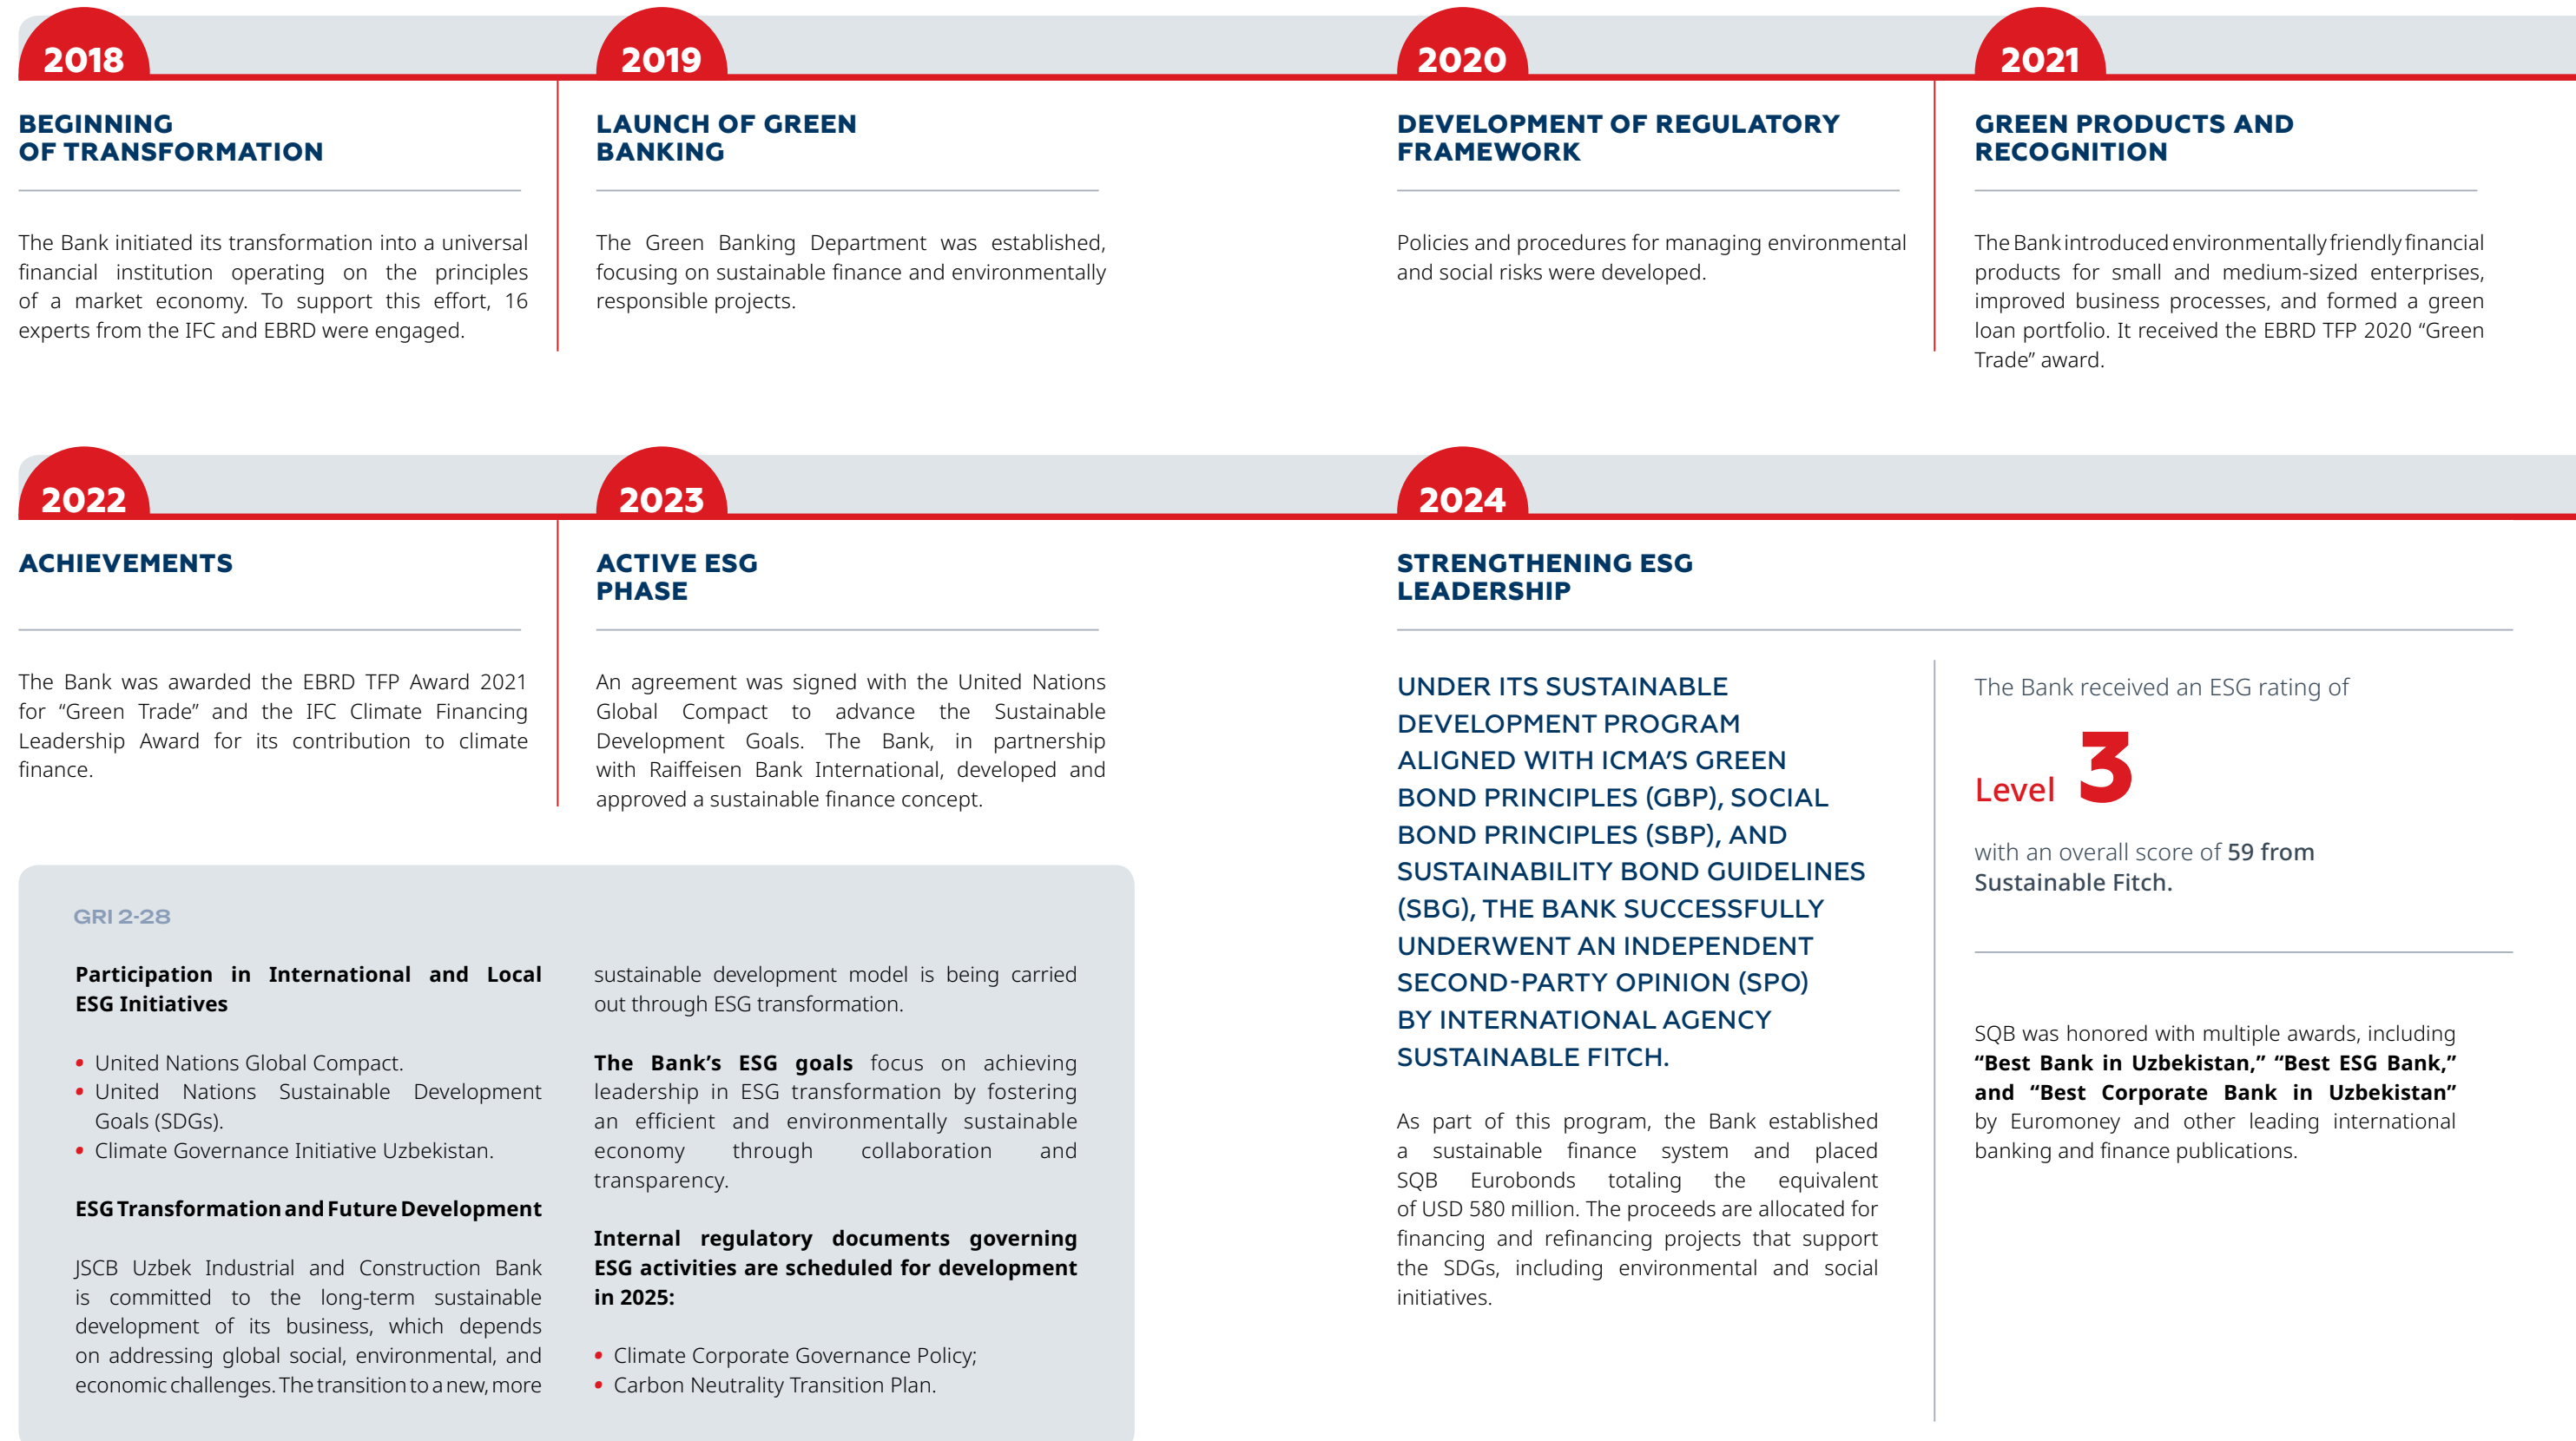 2018
BEGINNING
OF TRANSFORMATION
The Bank initiated its transformation into a universal
financial institution operating on the principles
of a market economy. To support this effort, 16
experts from the IFC and EBRD were engaged.
2019
LAUNCH OF GREEN
BANKING
The Green Banking Department was established,
focusing on sustainable finance and environmentally
responsible projects.
2020
DEVELOPMENT OF REGULATORY
FRAMEWORK
Policies and procedures for managing environmental
and social risks were developed.
2021
GREEN PRODUCTS AND
RECOGNITION
The Bank introduced environmentally friendly financial
products for small and medium-sized enterprises,
improved business processes, and formed a green
loan portfolio. It received the EBRD TFP 2020 “Green
Trade” award.
2022
ACHIEVEMENTS
The Bank was awarded the EBRD TFP Award 2021
for “Green Trade” and the IFC Climate Financing
Leadership Award for its contribution to climate
finance.
2023
ACTIVE ESG
PHASE
An agreement was signed with the United Nations
Global Compact to advance the Sustainable
Development Goals. The Bank, in partnership
with Raiffeisen Bank International, developed and
approved a sustainable finance concept.
GRI 2-28
Participation in International and Local
ESG Initiatives
• United Nations Global Compact.
• United Nations Sustainable Development
Goals (SDGs).
• Climate Governance Initiative Uzbekistan.
ESG Transformation and Future Development
JSCB Uzbek Industrial and Construction Bank
is committed to the long-term sustainable
development of its business, which depends
on addressing global social, environmental, and
economic challenges. The transition to a new, more
sustainable development model is being carried
out through ESG transformation.
The Bank’s ESG goals focus on achieving
leadership in ESG transformation by fostering
an efficient and environmentally sustainable
economy through collaboration and
transparency.
Internal regulatory documents governing
ESG activities are scheduled for development
in 2025:
• Climate Corporate Governance Policy;
• Carbon Neutrality Transition Plan.
2024
STRENGTHENING ESG
LEADERSHIP
UNDER ITS SUSTAINABLE
DEVELOPMENT PROGRAM
ALIGNED WITH ICMA’S GREEN
BOND PRINCIPLES (GBP), SOCIAL
BOND PRINCIPLES (SBP), AND
SUSTAINABILITY BOND GUIDELINES
(SBG), THE BANK SUCCESSFULLY
UNDERWENT AN INDEPENDENT
SECOND-PARTY OPINION (SPO)
BY INTERNATIONAL AGENCY
SUSTAINABLE FITCH.
As part of this program, the Bank established
a sustainable finance system and placed
SQB Eurobonds totaling the equivalent
of USD 580 million. The proceeds are allocated for
financing and refinancing projects that support
the SDGs, including environmental and social
initiatives.
The Bank received an ESG rating of
Level 3
with an overall score of 59 from
Sustainable Fitch.
SQB was honored with multiple awards, including
“Best Bank in Uzbekistan,” “Best ESG Bank,”
and “Best Corporate Bank in Uzbekistan”
by Euromoney and other leading international
banking and finance publications.